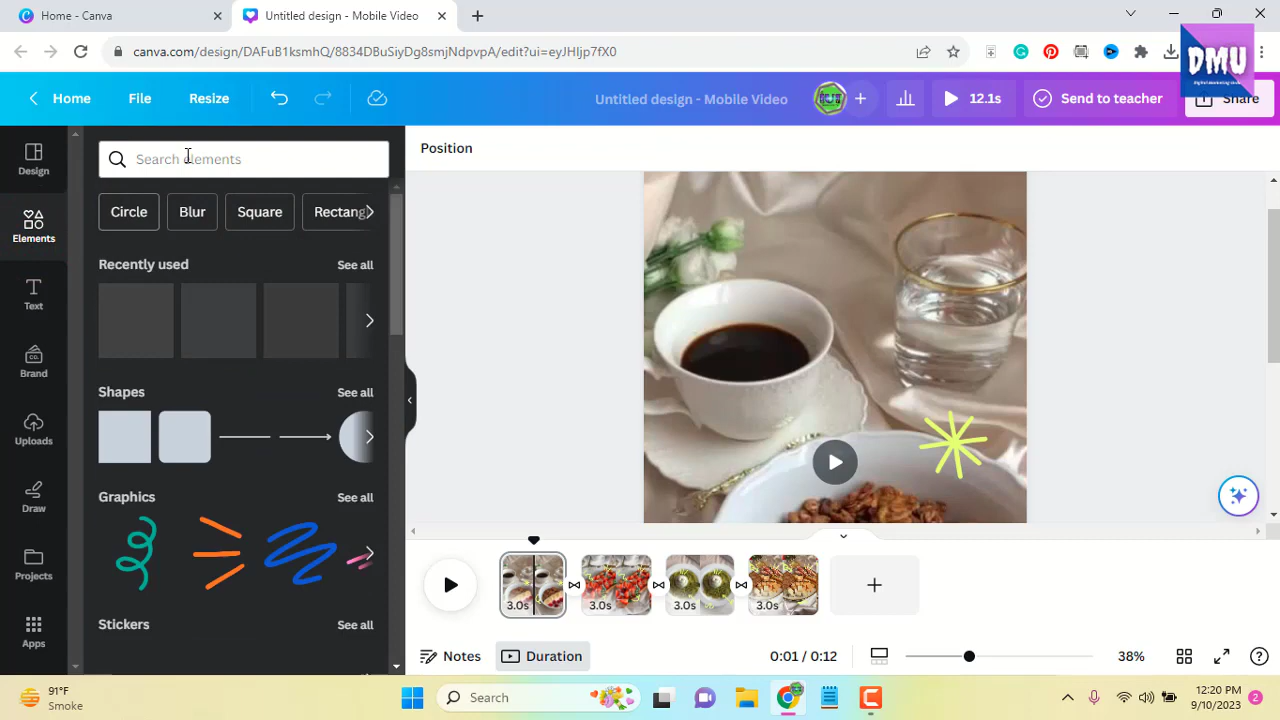 Home - Canva
Untitled design - Mobile Video
canva.com/design/DAFuB1ksmhQ/8834DBuSiyDg8smjNdpvpA/edit?ui=eyJHIjp7fX0
DMU
Home
File
Resize
Untitled design - Mobile Video
12.1s
Send to teacher
Share
Design
Elements
Text
Brand
CO.
Uploads
Draw
Projects
Apps
Search elements
Circle
Blur
Square
Rectangl
Recently used
See all
Shapes
See all
Graphics
See all
Stickers
See all
Position
3.0s
3.0s
3.0s
3.0s
Notes
Duration
0:01 / 0:12
38%
91°F
Smoke
Search
12:20 PM
9/10/2023
2